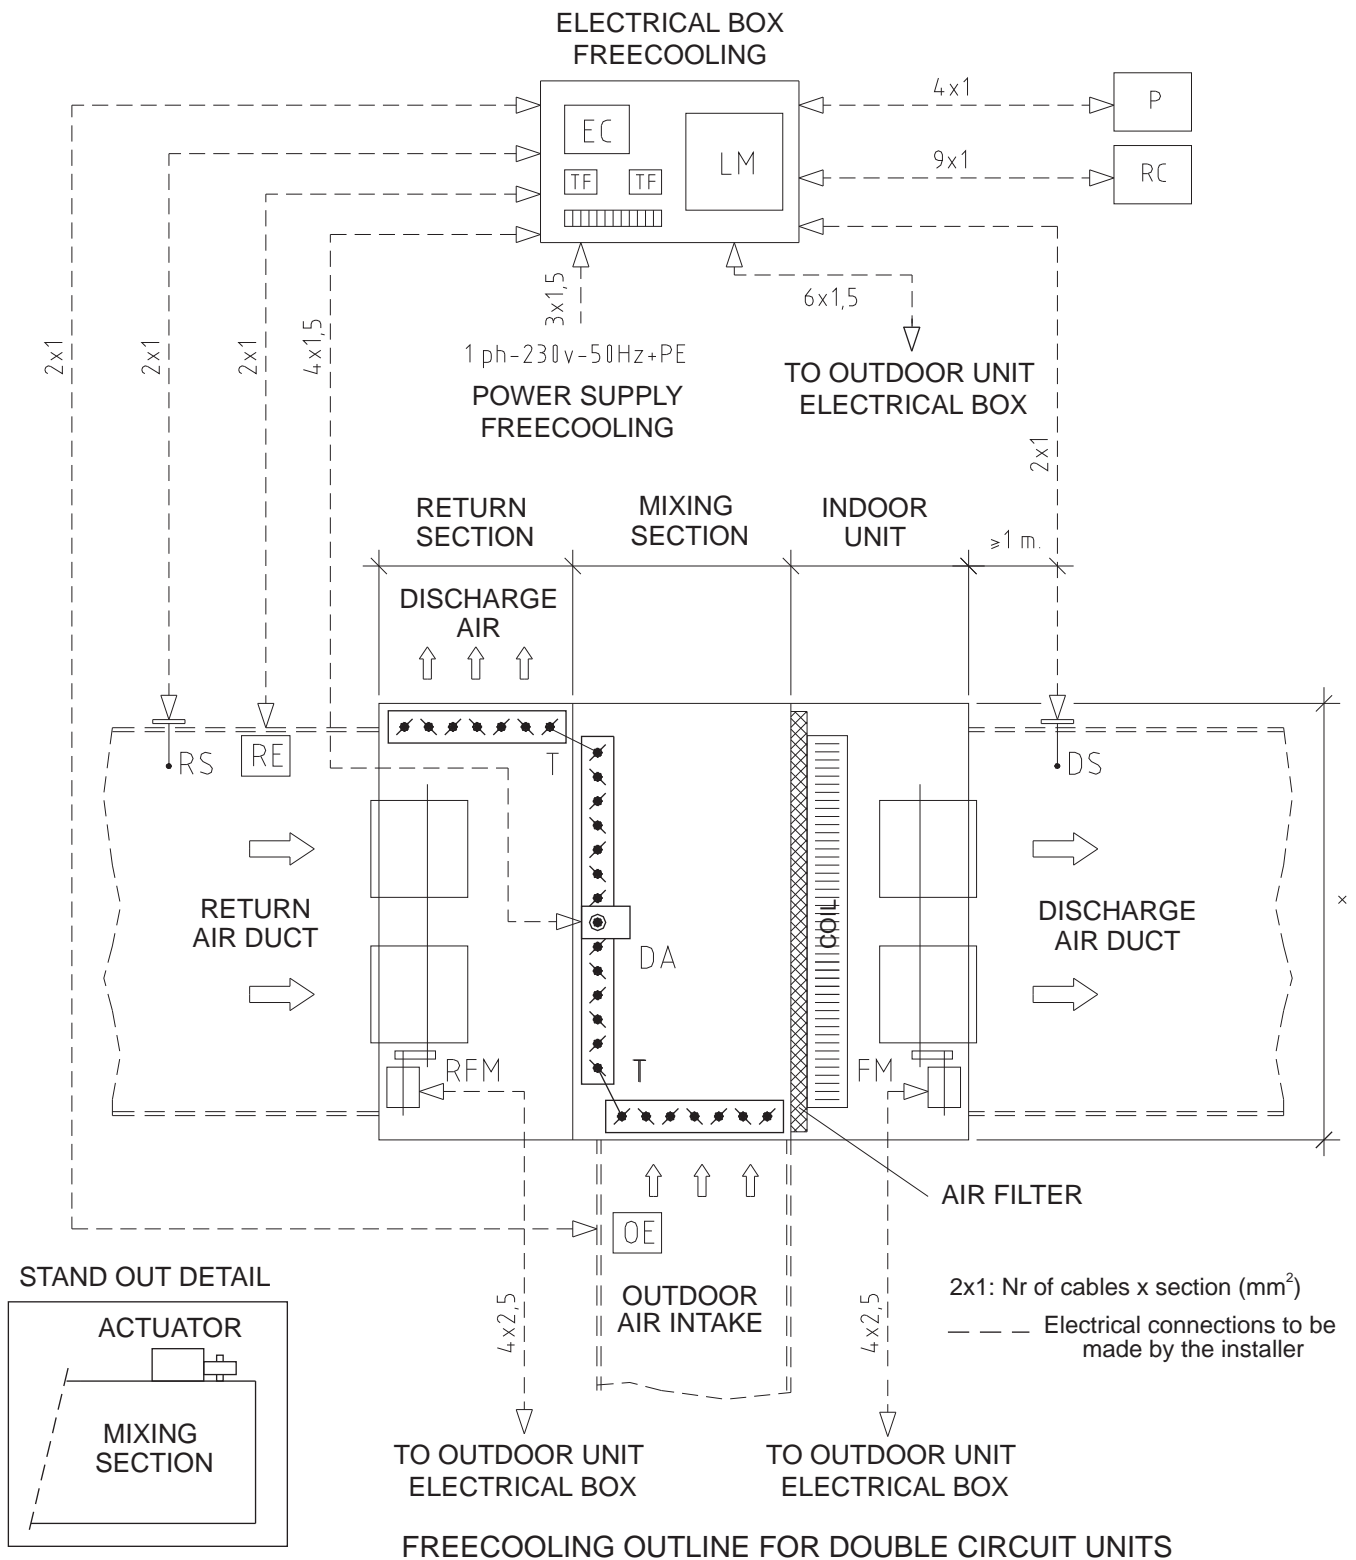 ELECTRICAL BOX
FREECOOLING
EC
LM
TF
TF
4x1
P
9x1
RC
2x1
2x1
2x1
4x1,5
3x1,5
6x1,5
2x1
1 ph-230v-50Hz+PE
POWER SUPPLY
FREECOOLING
TO OUTDOOR UNIT
ELECTRICAL BOX
RETURN
SECTION
MIXING
SECTION
INDOOR
UNIT
≥1 m.
DISCHARGE
AIR
RS
RE
T
DS
RETURN
AIR DUCT
DA
COIL
DISCHARGE
AIR DUCT
x
RFM
T
FM
AIR FILTER
OE
OUTDOOR
AIR INTAKE
4x2,5
4x2,5
STAND OUT DETAIL
ACTUATOR
MIXING
SECTION
2x1: Nr of cables x section (mm²)
Electrical connections to be
made by the installer
TO OUTDOOR UNIT
ELECTRICAL BOX
TO OUTDOOR UNIT
ELECTRICAL BOX
FREECOOLING OUTLINE FOR DOUBLE CIRCUIT UNITS